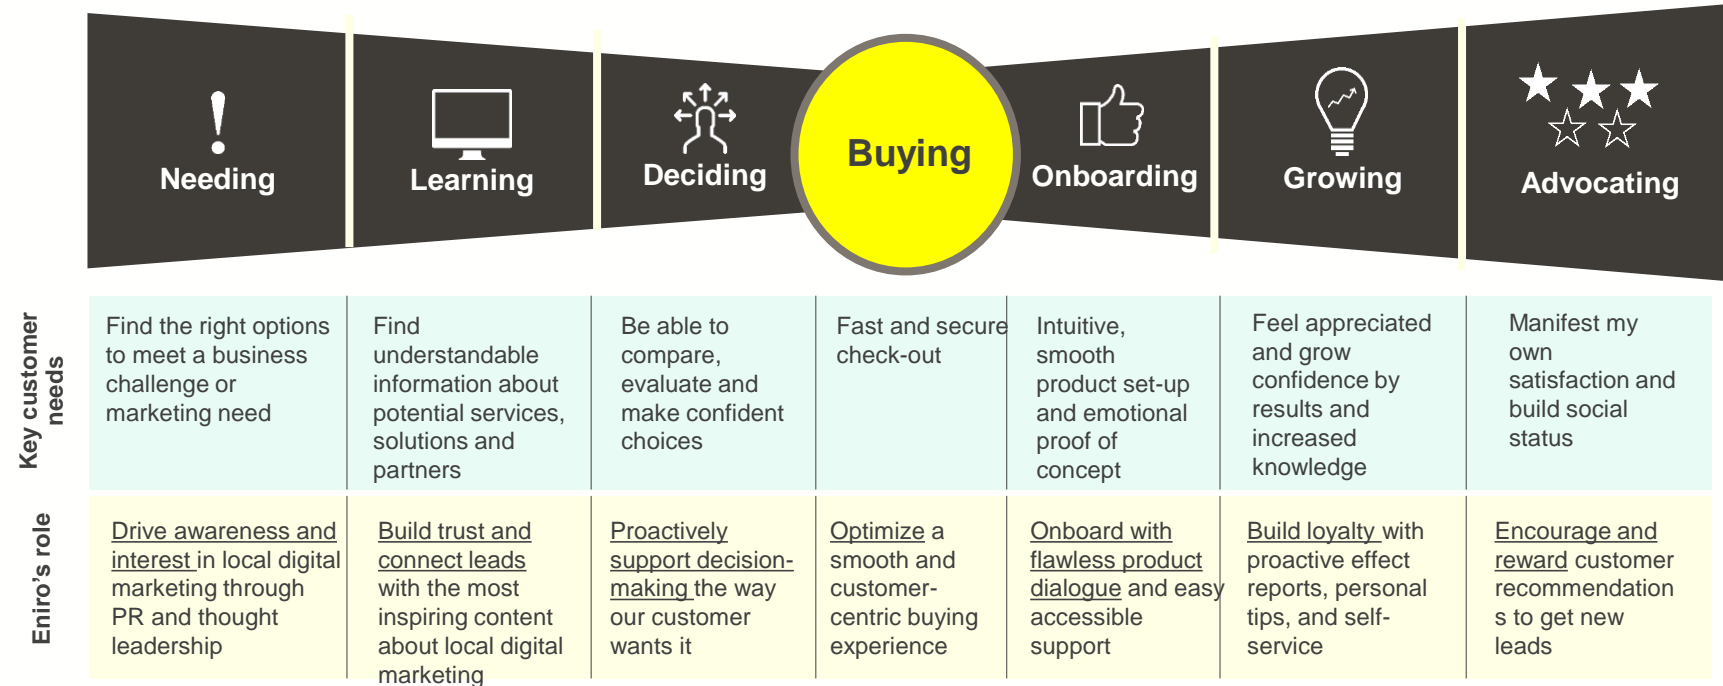 Needing
Learning
Deciding
Buying
Onboarding
Growing
Advocating
Key customer
needs
Find the right options
to meet a business
challenge or
marketing need
Find
understandable
information about
potential services,
solutions and
partners
Be able to
compare,
evaluate and
make confident
choices
Fast and secure
check-out
Intuitive,
smooth
product set-up
and emotional
proof of
concept
Feel appreciated
and grow
confidence by
results and
increased
knowledge
Manifest my
own
satisfaction and
build social
status
Eniro’s role
Drive awareness and
interest in local digital
marketing through
PR and thought
leadership
Build trust and
connect leads
with the most
inspiring content
about local digital
marketing
Proactively
support decision-
making the way
our customer
wants it
Optimize a
smooth and
customer-
centric buying
experience
Onboard with
flawless product
dialogue and easy
accessible
support
Build loyalty with
proactive effect
reports, personal
tips, and self-
service
Encourage and
reward customer
recommendation
s to get new
leads